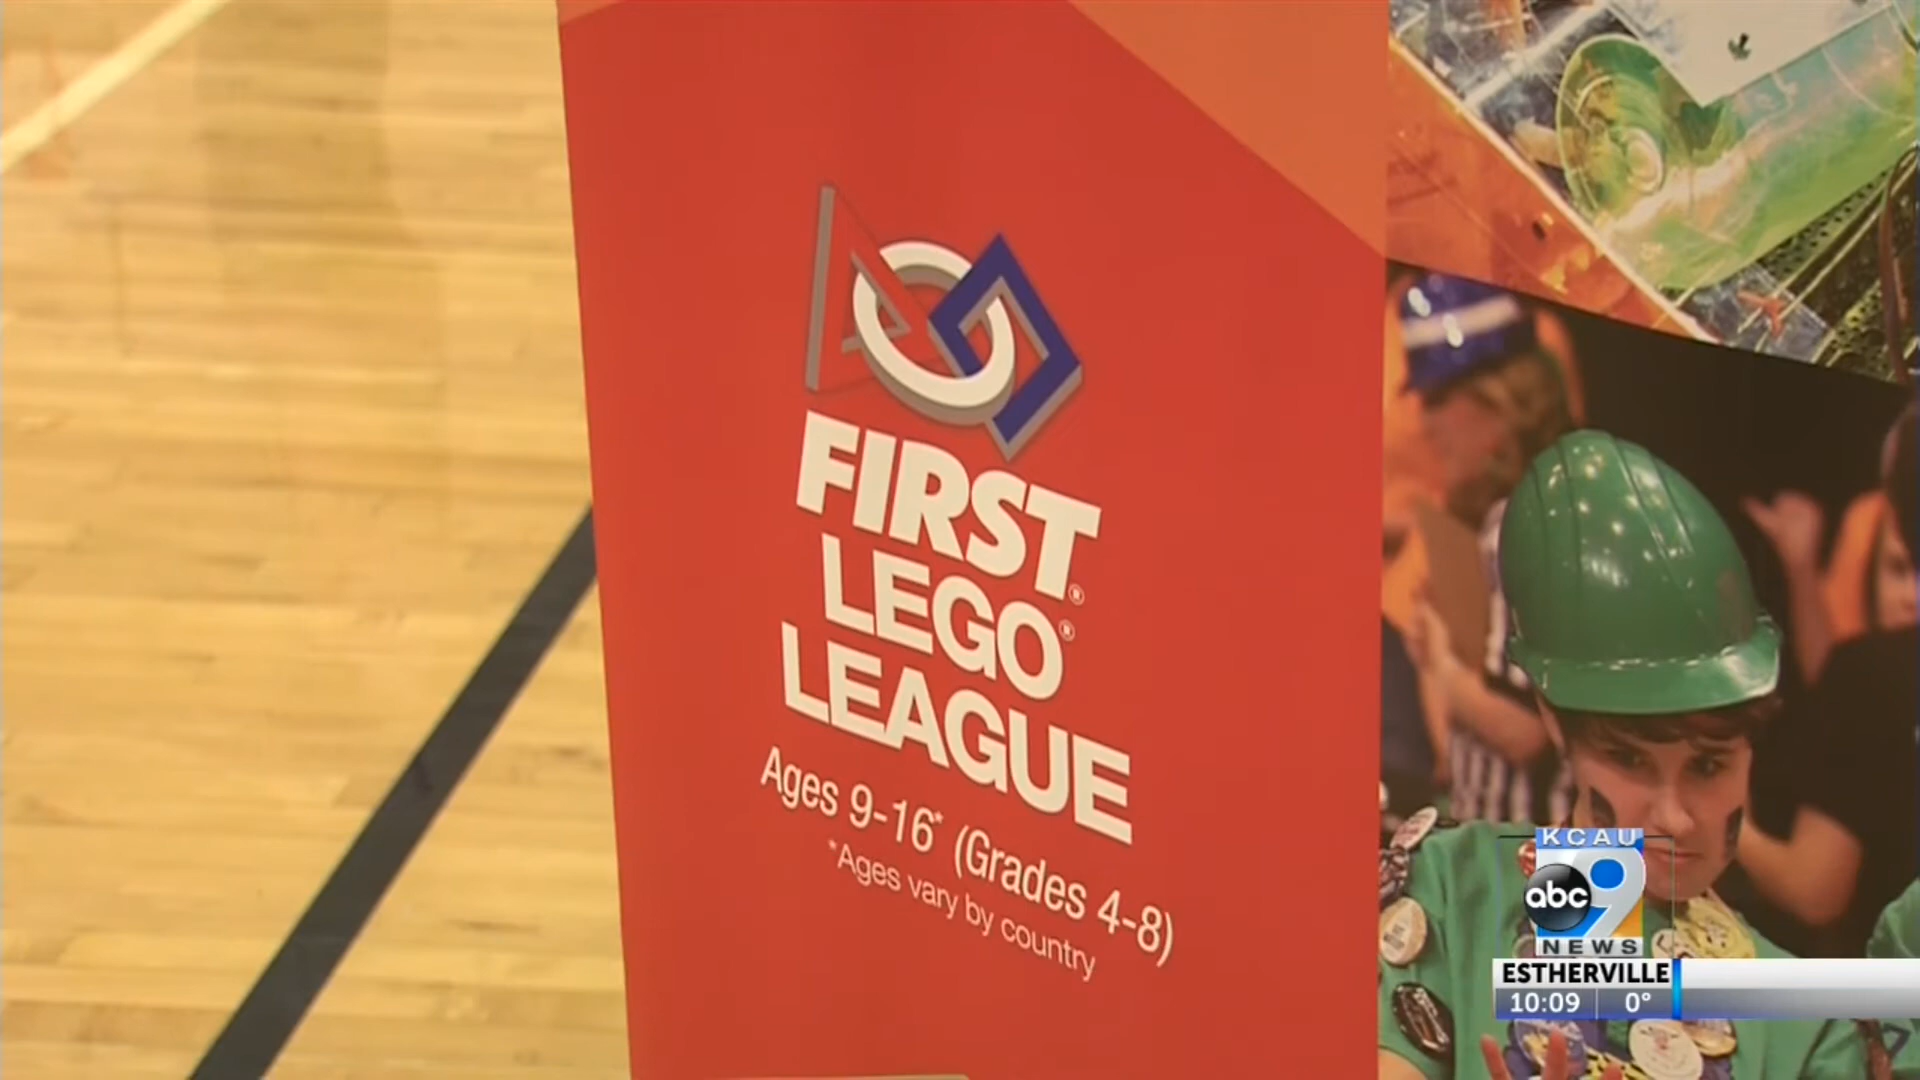 FIRST®
LEGO®
LEAGUE
Ages 9-16* (Grades 4-8)
*Ages vary by country
KCAU
abc 9
NEWS
ESTHERVILLE
10:09 0°